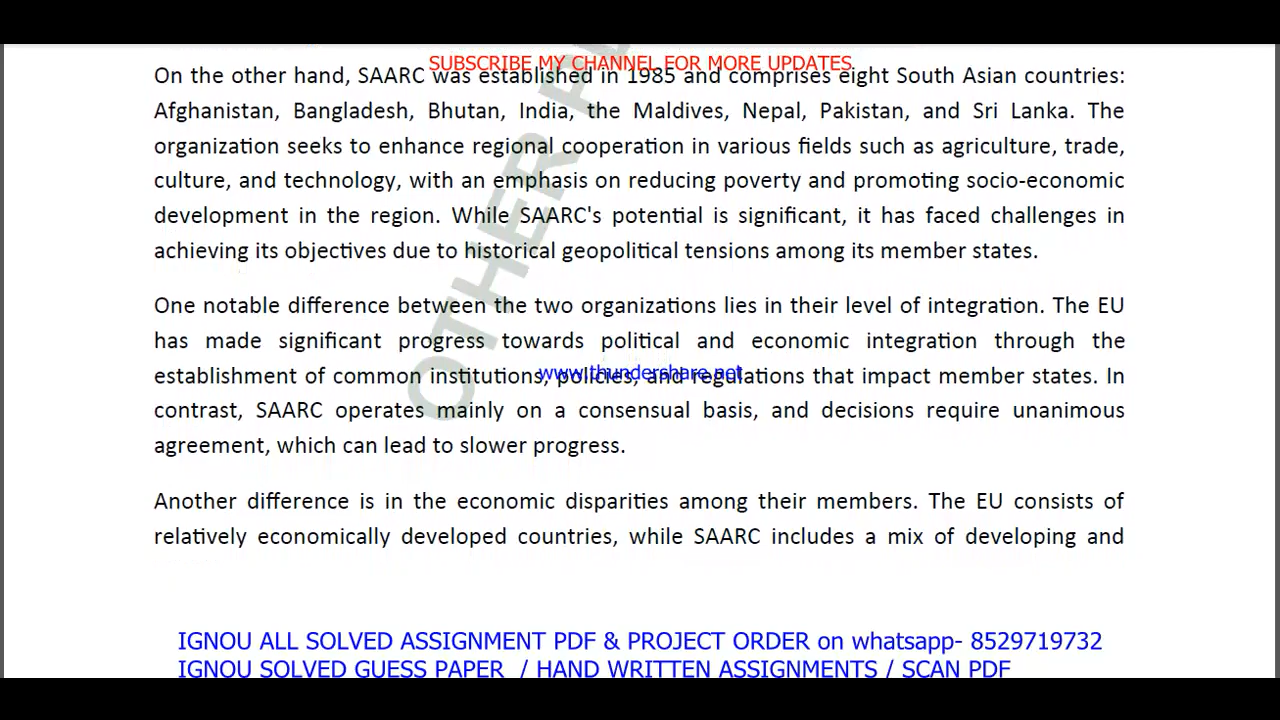 SUBSCRIBE MY CHANNEL FOR MORE UPDATES
On the other hand, SAARC was established in 1985 and comprises eight South Asian countries:
Afghanistan, Bangladesh, Bhutan, India, the Maldives, Nepal, Pakistan, and Sri Lanka. The
organization seeks to enhance regional cooperation in various fields such as agriculture, trade,
culture, and technology, with an emphasis on reducing poverty and promoting socio-economic
development in the region. While SAARC's potential is significant, it has faced challenges in
achieving its objectives due to historical geopolitical tensions among its member states.
One notable difference between the two organizations lies in their level of integration. The EU
has made significant progress towards political and economic integration through the
www.thundershare.net
establishment of common institutions, policies, and regulations that impact member states. In
contrast, SAARC operates mainly on a consensual basis, and decisions require unanimous
agreement, which can lead to slower progress.
Another difference is in the economic disparities among their members. The EU consists of
relatively economically developed countries, while SAARC includes a mix of developing and
OTHER
IGNOU ALL SOLVED ASSIGNMENT PDF & PROJECT ORDER on whatsapp- 8529719732
IGNOU SOLVED GUESS PAPER / HAND WRITTEN ASSIGNMENTS / SCAN PDF